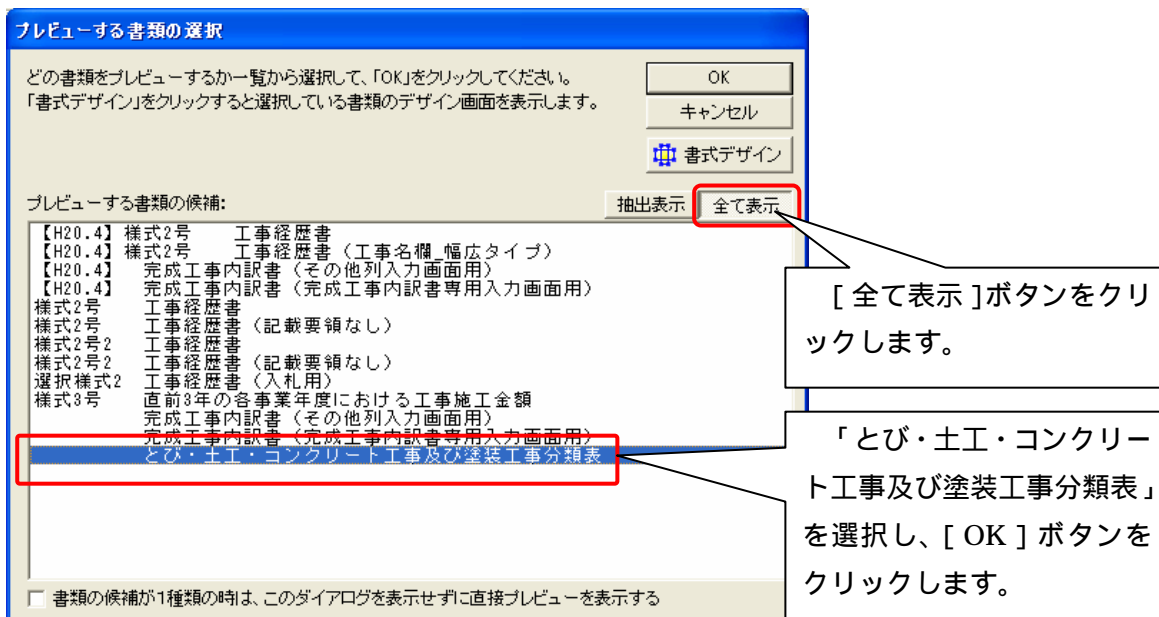 プレビューする書類の選択
どの書類をプレビューするか一覧から選択して、「OK」をクリックしてください。
「書式デザイン」をクリックすると選択している書類のデザイン画面を表示します。
OK
キャンセル
書式デザイン
プレビューする書類の候補:
抽出表示
全て表示
【H20.4】様式2号 工事経歴書
【H20.4】様式2号 工事経歴書(工事名欄_幅広タイプ)
【H20.4】 完成工事内訳書(その他列入力画面用)
【H20.4】 完成工事内訳書(完成工事内訳書専用入力画面用)
様式2号 工事経歴書
様式2号 工事経歴書(記載要領なし)
様式2号2 工事経歴書
様式2号2 工事経歴書(記載要領なし)
選択様式2 工事経歴書(入札用)
様式3号 直前3年の各事業年度における工事施工金額
完成工事内訳書(その他列入力画面用)
完成工事内訳書(完成工事内訳書専用入力画面用)
とび・土工・コンクリート工事及び塗装工事分類表
書類の候補が1種類の時は、このダイアログを表示せずに直接プレビューを表示する
[全て表示]ボタンをクリ
ックします。
「とび・土工・コンクリー
ト工事及び塗装工事分類表」
を選択し、[OK]ボタンを
クリックします。